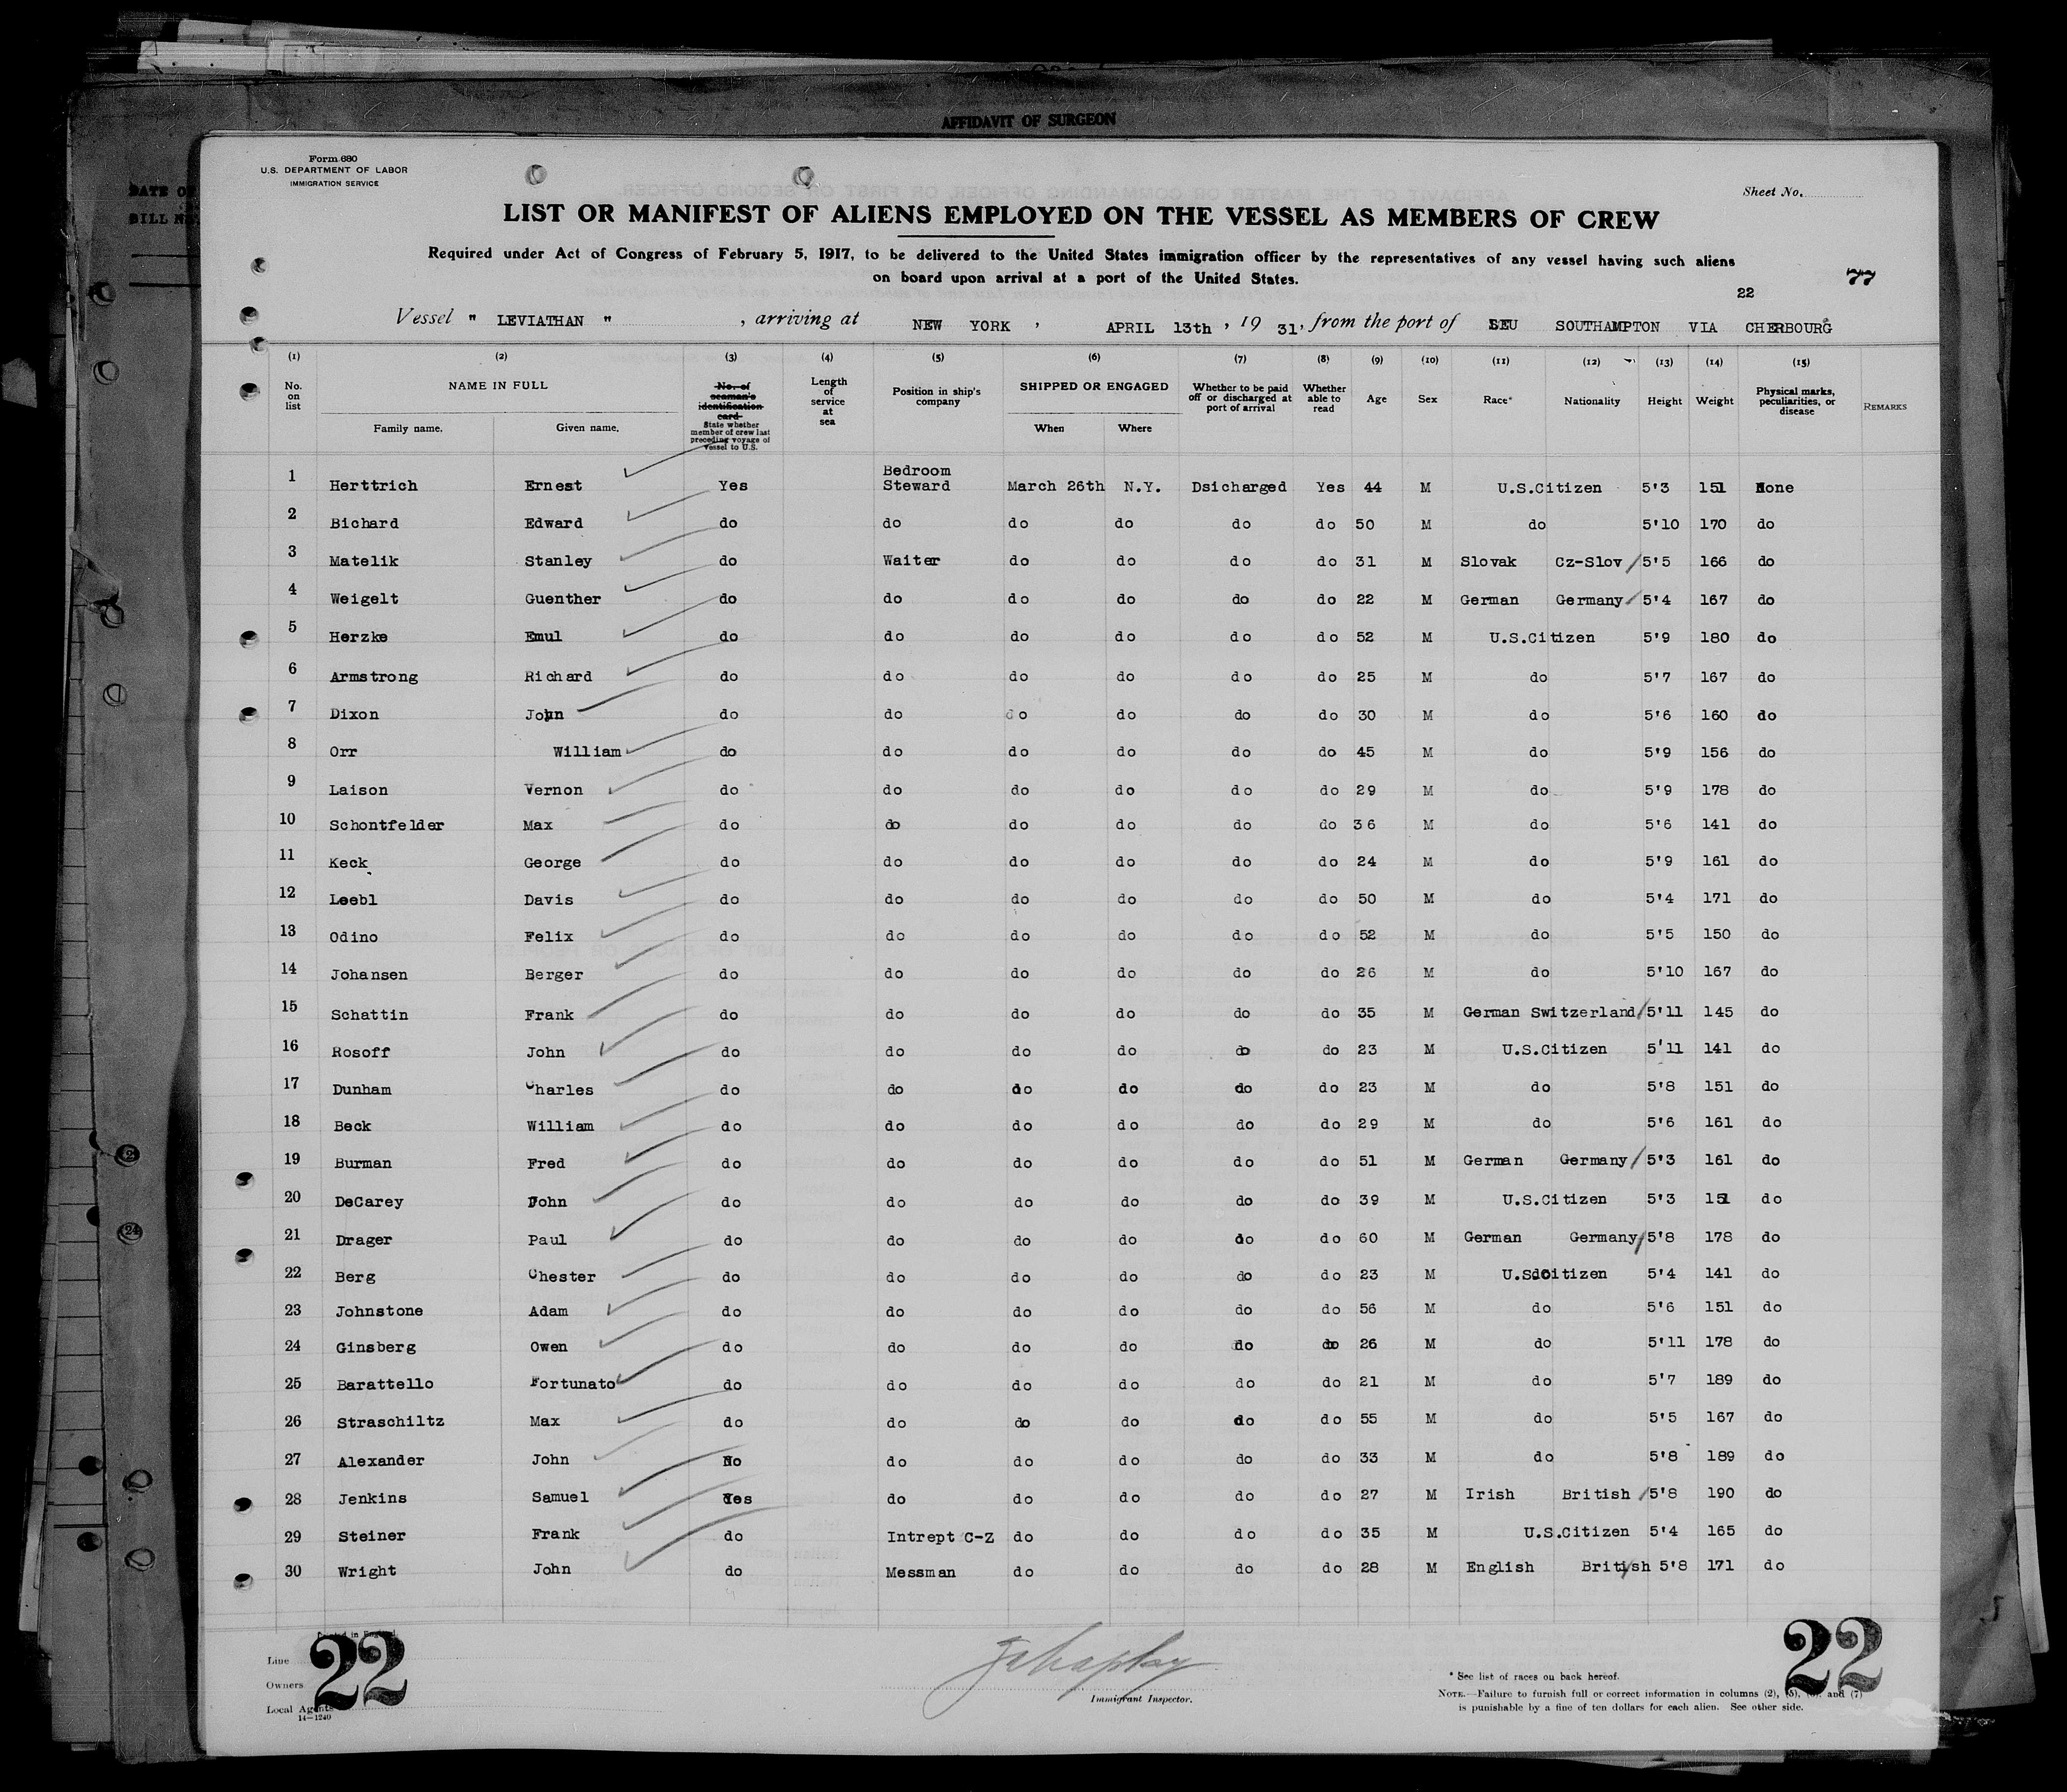 AFFIDAVIT OF SURGEON
DATE OF
BILL
Form 680
U.S. DEPARTMENT OF LABOR
IMMIGRATION SERVICE
Sheet No.
LIST OR MANIFEST OF ALIENS EMPLOYED ON THE VESSEL AS MEMBERS OF CREW
Required under Act of Congress of February 5, 1917, to be delivered to the United States immigration officer by the representatives of any vessel having such aliens
on board upon arrival at a port of the United States.
77
22
Vessel " LEVIATHAN " , arriving at NEW YORK , APRIL 13th , 19 31, from the port of SOUTHAMPTON VIA CHERBOURG
(1) (2) (3) (4) (5) (6) (7) (8) (9) (10) (11) (12) (13) (14) (15)
No. on list NAME IN FULL Family name. Given name. No. of seaman's identification card State whether member of crew last preceding voyage of vessel to U.S. Length of service at sea Position in ship's company SHIPPED OR ENGAGED When Where Whether to be paid off or discharged at port of arrival Whether able to read Age Sex Race* Nationality Height Weight Physical marks, peculiarities, or disease REMARKS
1 Herttrich Ernest Yes Bedroom Steward March 26th N.Y. Dsicharged Yes 44 M U.S.Citizen 5'3 151 None
2 Bichard Edward do do do do do do 50 M do 5'10 170 do
3 Matelik Stanley do Waiter do do do do 31 M Slovak Cz-Slov 5'5 166 do
4 Weigelt Guenther do do do do do do 22 M German Germany 5'4 167 do
5 Herzke Emul do do do do do do 52 M U.S.Citizen 5'9 180 do
6 Armstrong Richard do do do do do do 25 M do 5'7 167 do
7 Dixon John do do do do do do 30 M do 5'6 160 do
8 Orr William do do do do do do 45 M do 5'9 156 do
9 Laison Vernon do do do do do do 29 M do 5'9 178 do
10 Schontfelder Max do do do do do do 36 M do 5'6 141 do
11 Keck George do do do do do do 24 M do 5'9 161 do
12 Loebl Davis do do do do do do 50 M do 5'4 171 do
13 Odino Felix do do do do do do 52 M do 5'5 150 do
14 Johansen Berger do do do do do do 26 M do 5'10 167 do
15 Schattin Frank do do do do do do 35 M German Switzerland 5'11 145 do
16 Rosoff John do do do do do do 23 M U.S.Citizen 5'11 141 do
17 Dunham Charles do do do do do do 23 M do 5'8 151 do
18 Beck William do do do do do do 29 M do 5'6 161 do
19 Burman Fred do do do do do do 51 M German Germany 5'3 161 do
20 DeCarey John do do do do do do 39 M U.S.Citizen 5'3 151 do
21 Drager Paul do do do do do do 60 M German Germany 5'8 178 do
22 Berg Chester do do do do do do 23 M U.S.Citizen 5'4 141 do
23 Johnstone Adam do do do do do do 56 M do 5'6 151 do
24 Ginsberg Owen do do do do do do 26 M do 5'11 178 do
25 Barattello Fortunato do do do do do do 21 M do 5'7 189 do
26 Straschiltz Max do do do do do do 55 M do 5'5 167 do
27 Alexander John No do do do do do 33 M do 5'8 189 do
28 Jenkins Samuel Yes do do do do do 27 M Irish British 5'8 190 do
29 Steiner Frank do Intrept C-Z do do do do 35 M U.S.Citizen 5'4 165 do
30 Wright John do Messman do do do do 28 M English British 5'8 171 do
Printed in England
22
22
Line
Owners
Local Agents
14-1240
Immigrant Inspector.
* See list of races on back hereof.
NOTE.—Failure to furnish full or correct information in columns (2), (5), and (7)
is punishable by a fine of ten dollars for each alien. See other side.